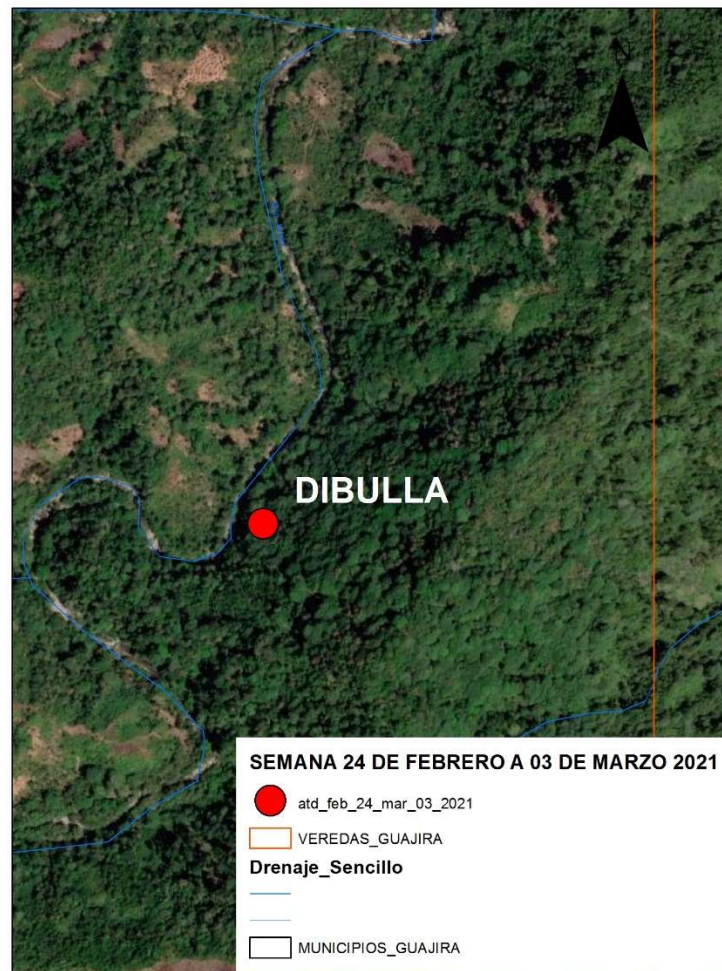 N
DIBULLA
SEMANA 24 DE FEBRERO A 03 DE MARZO 2021
atd_feb_24_mar_03_2021
VEREDAS_GUAJIRA
Drenaje_Sencillo
MUNICIPIOS_GUAJIRA